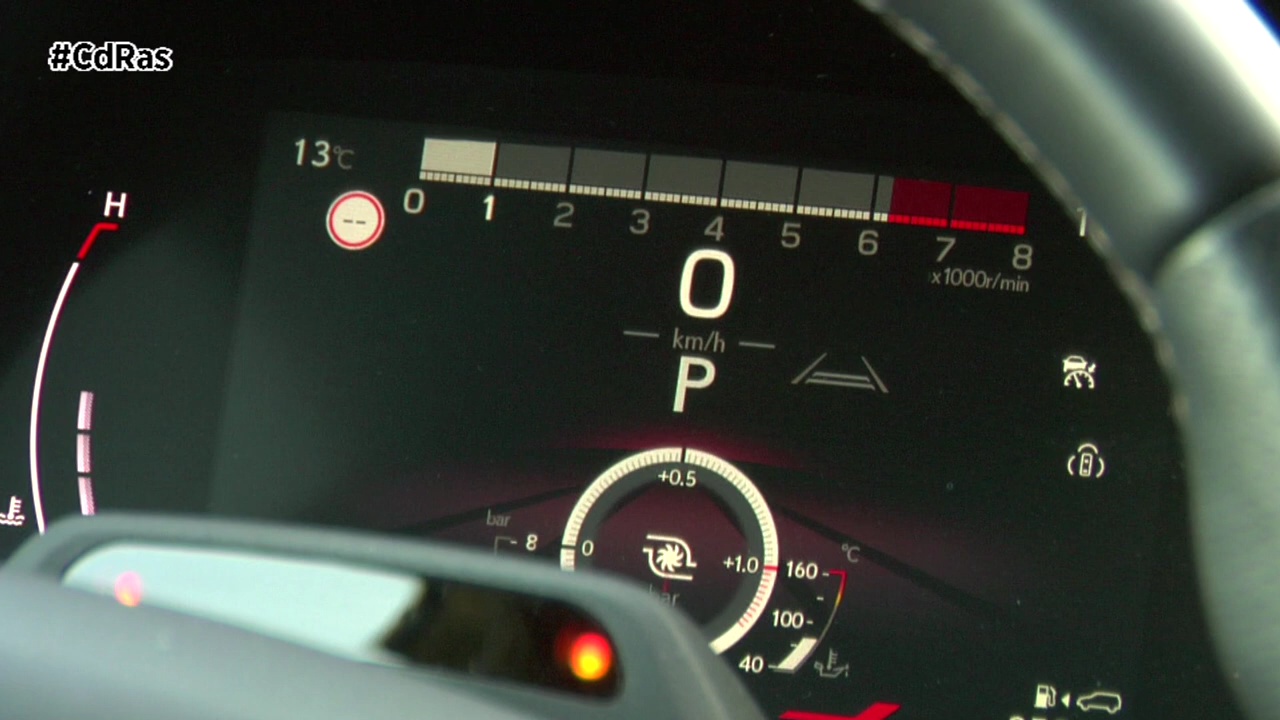 #CdRas
13°C
H
--
0 1 2 3 4 5 6 7 8
x1000r/min
0
km/h
P
+0.5
bar
8
0
+1.0
°C
160
bar
100
40